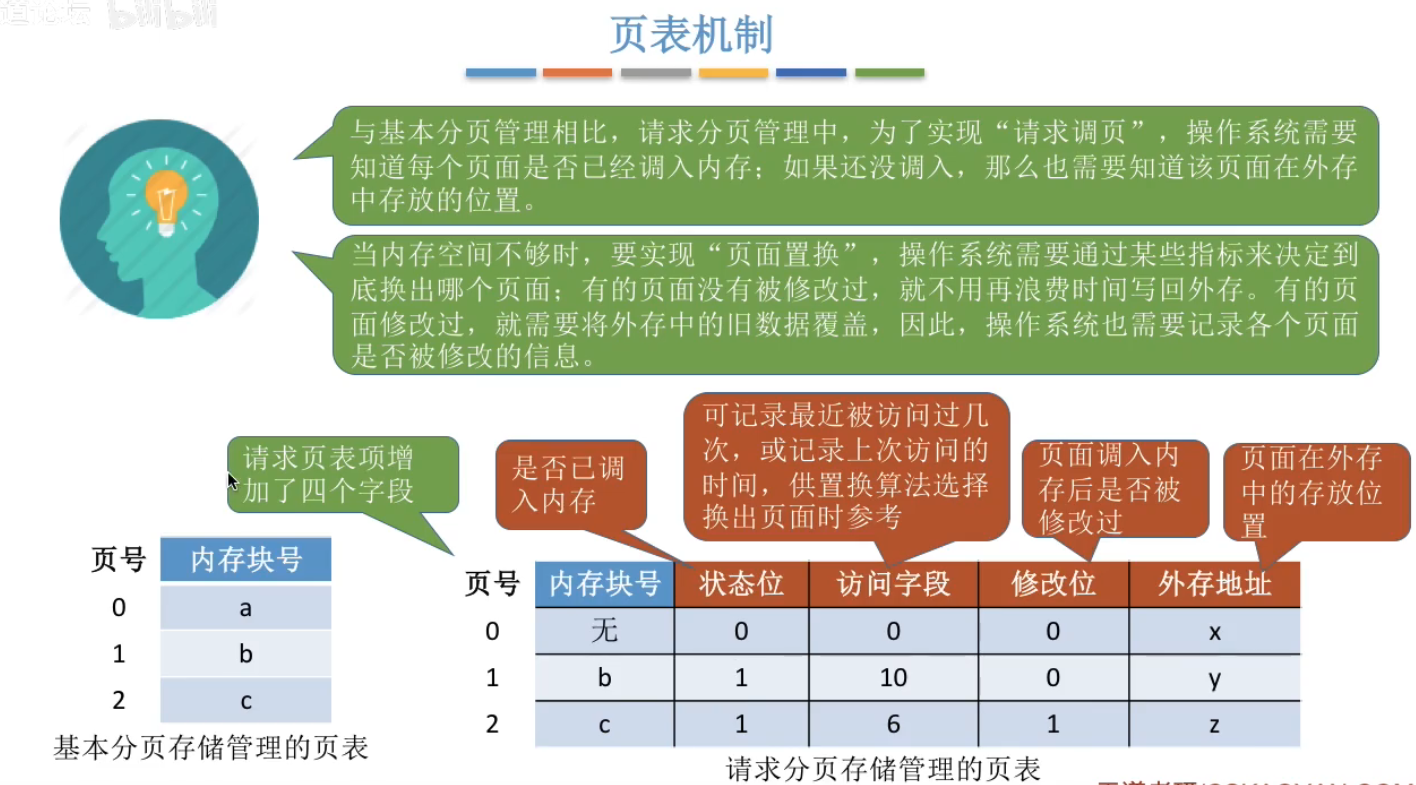 页表机制
与基本分页管理相比，请求分页管理中，为了实现“请求调页”，操作系统需要
知道每个页面是否已经调入内存；如果还没调入，那么也需要知道该页面在外存
中存放的位置。
当内存空间不够时，要实现“页面置换”，操作系统需要通过某些指标来决定到
底换出哪个页面；有的页面没有被修改过，就不用再浪费时间写回外存。有的页
面修改过，就需要将外存中的旧数据覆盖，因此，操作系统也需要记录各个页面
是否被修改的信息。
请求页表项增
加了四个字段
是否已调
入内存
可记录最近被访问过几
次，或记录上次访问的
时间，供置换算法选择
换出页面时参考
页面调入内
存后是否被
修改过
页面在外存
中的存放位
置
页号 内存块号
0 a
1 b
2 c
基本分页存储管理的页表
页号 内存块号 状态位 访问字段 修改位 外存地址
0 无 0 0 0 x
1 b 1 10 0 y
2 c 1 6 1 z
请求分页存储管理的页表